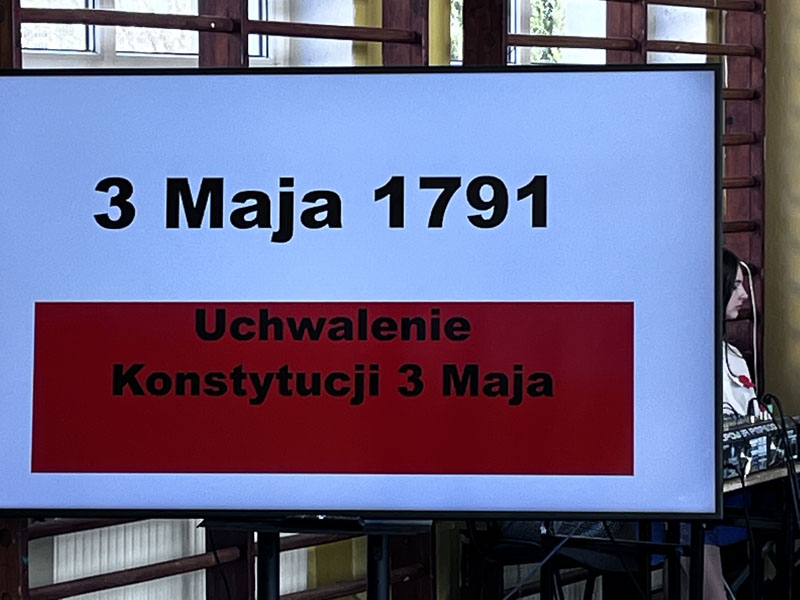 3 Maja 1791
Uchwalenie
Konstytucji 3 Maja